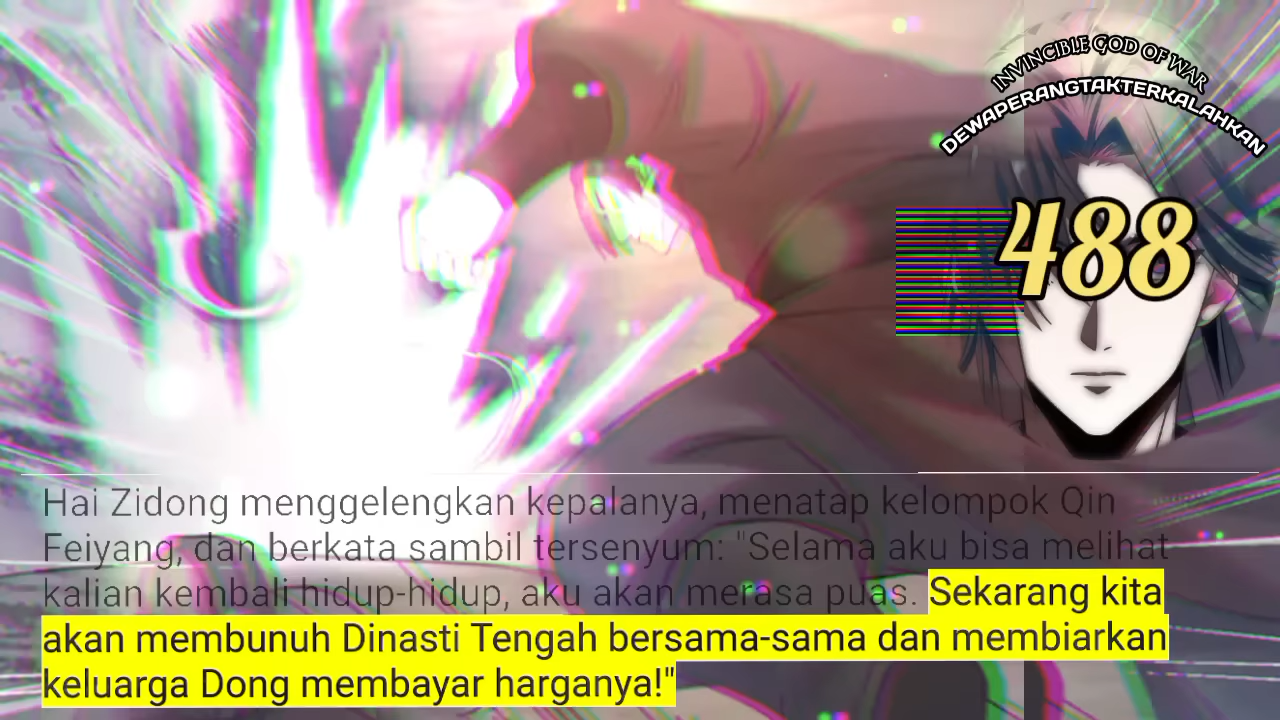 INVINCIBLE GOD OF WAR
DEWAPERANGTAKTERKALAHKAN
488
Hai Zidong menggelengkan kepalanya, menatap kelompok Qin
Feiyang, dan berkata sambil tersenyum: "Selama aku bisa melihat
kalian kembali hidup-hidup, aku akan merasa puas. Sekarang kita
akan membunuh Dinasti Tengah bersama-sama dan membiarkan
keluarga Dong membayar harganya!"